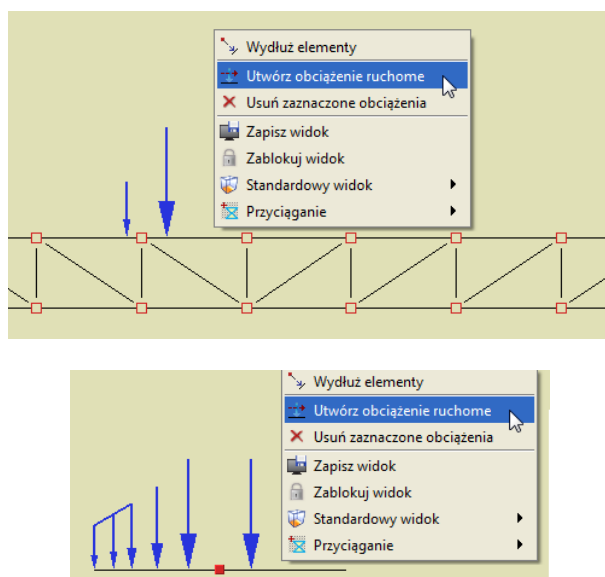 Wydłuż elementy
Utwórz obciążenie ruchome
Usuń zaznaczone obciążenia
Zapisz widok
Zablokuj widok
Standardowy widok
Przyciąganie
Wydłuż elementy
Utwórz obciążenie ruchome
Usuń zaznaczone obciążenia
Zapisz widok
Zablokuj widok
Standardowy widok
Przyciąganie